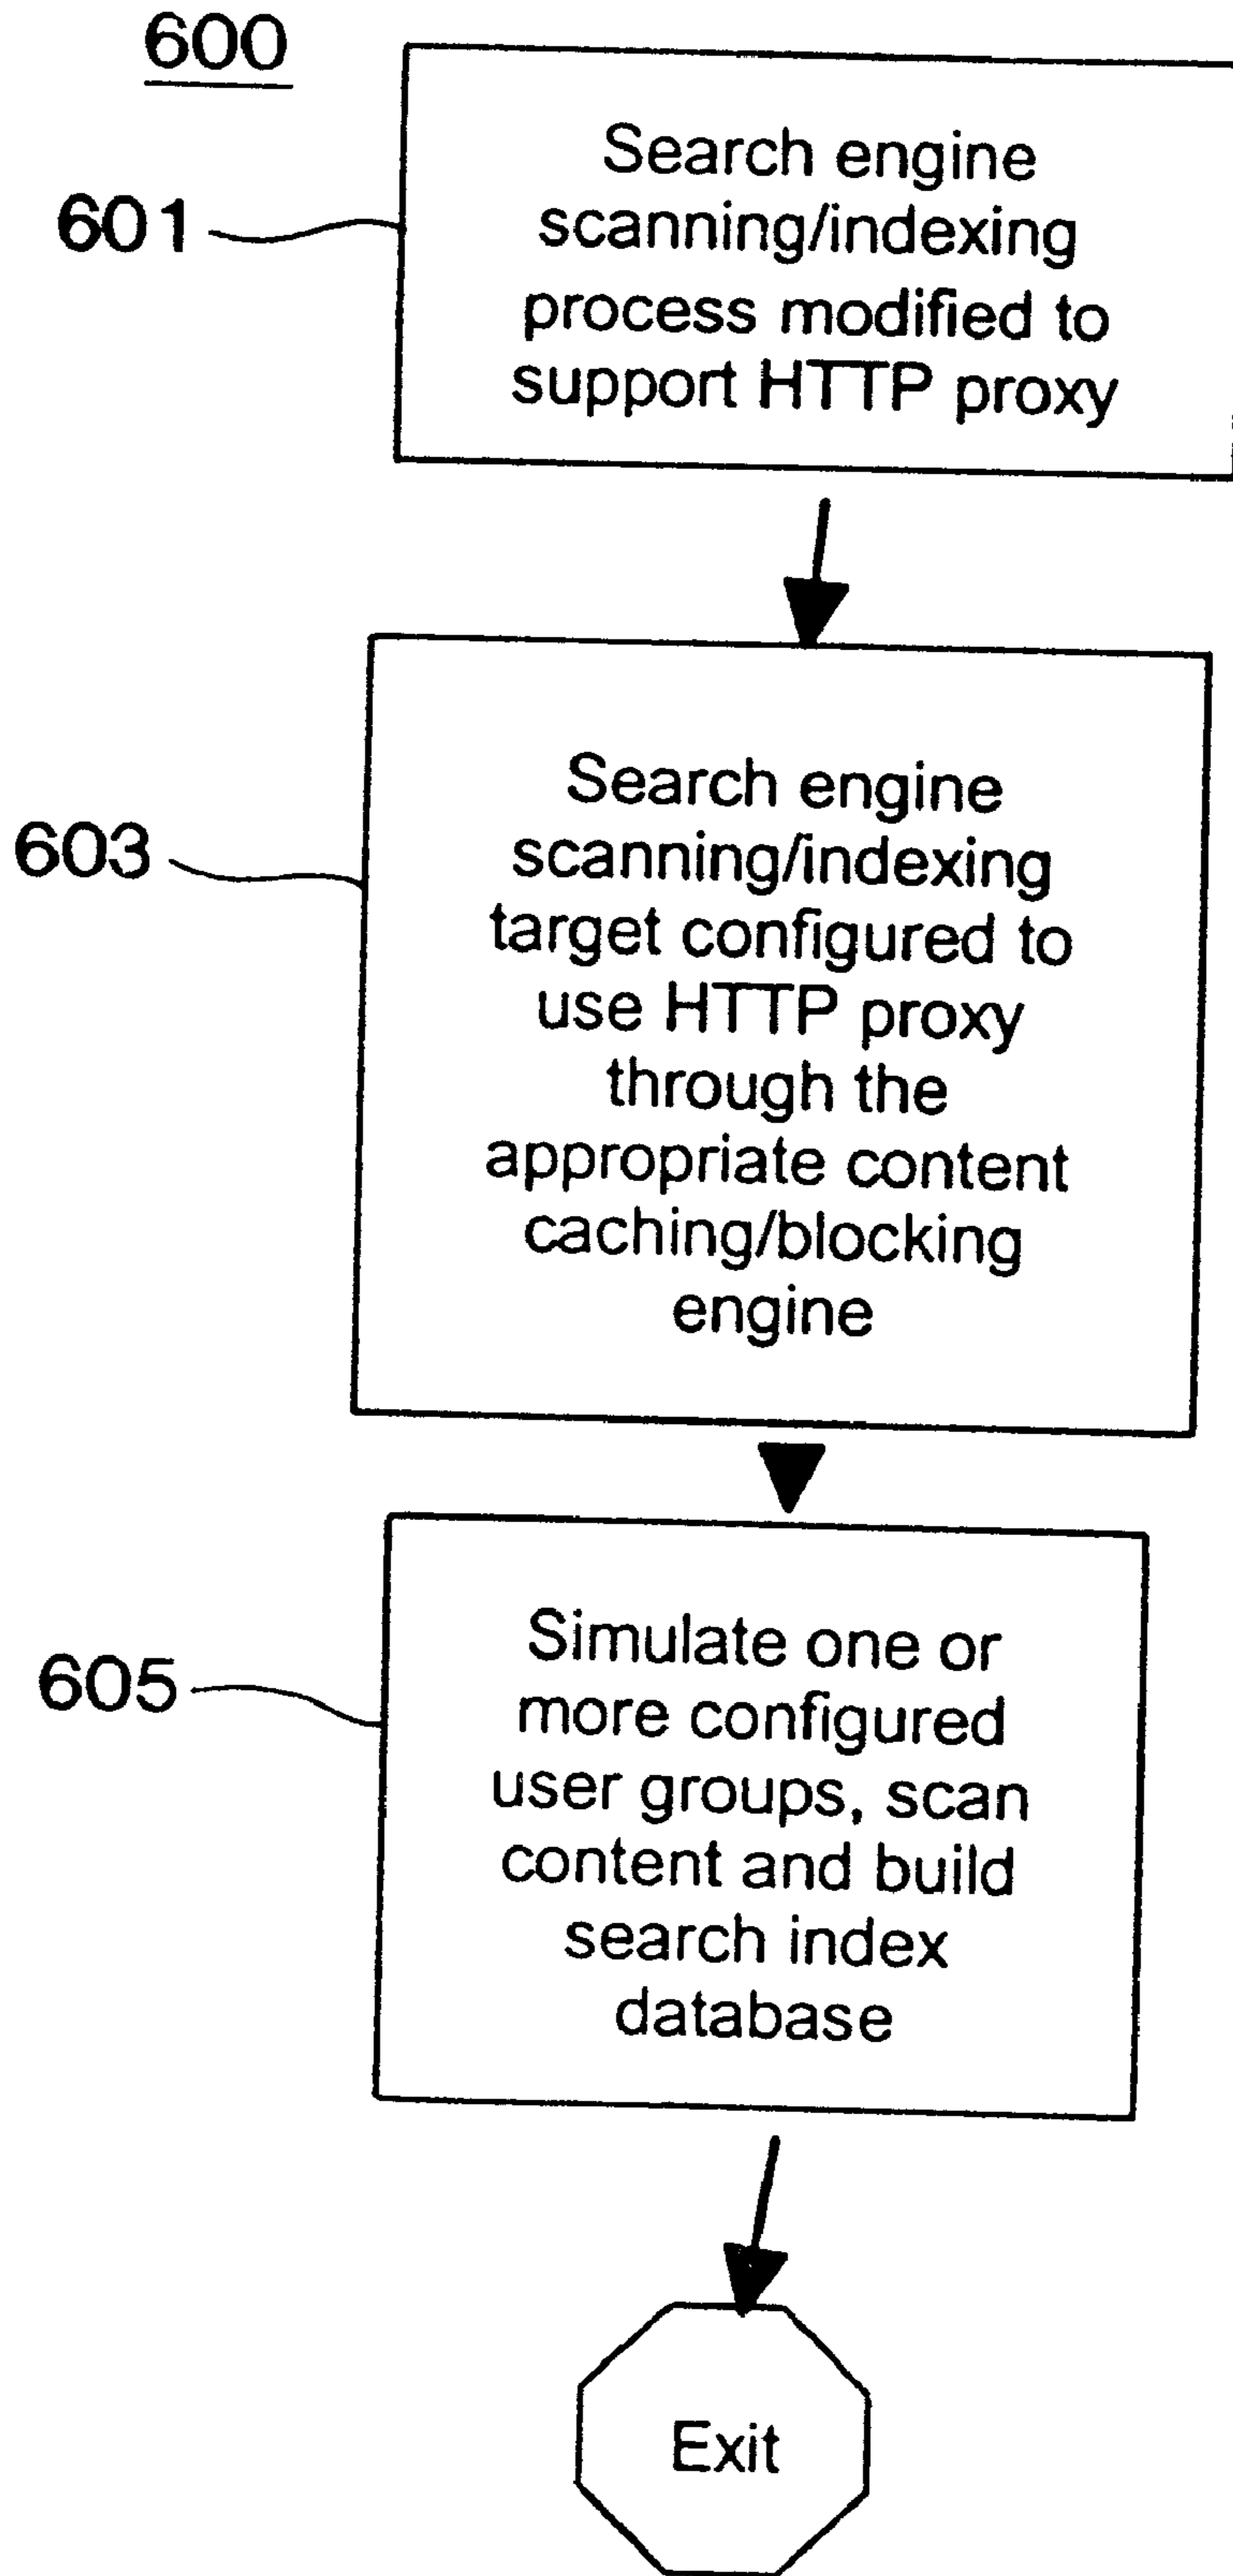 600
601
Search engine
scanning/indexing
process modified to
support HTTP proxy
603
Search engine
scanning/indexing
target configured to
use HTTP proxy
through the
appropriate content
caching/blocking
engine
605
Simulate one or
more configured
user groups, scan
content and build
search index
database
Exit